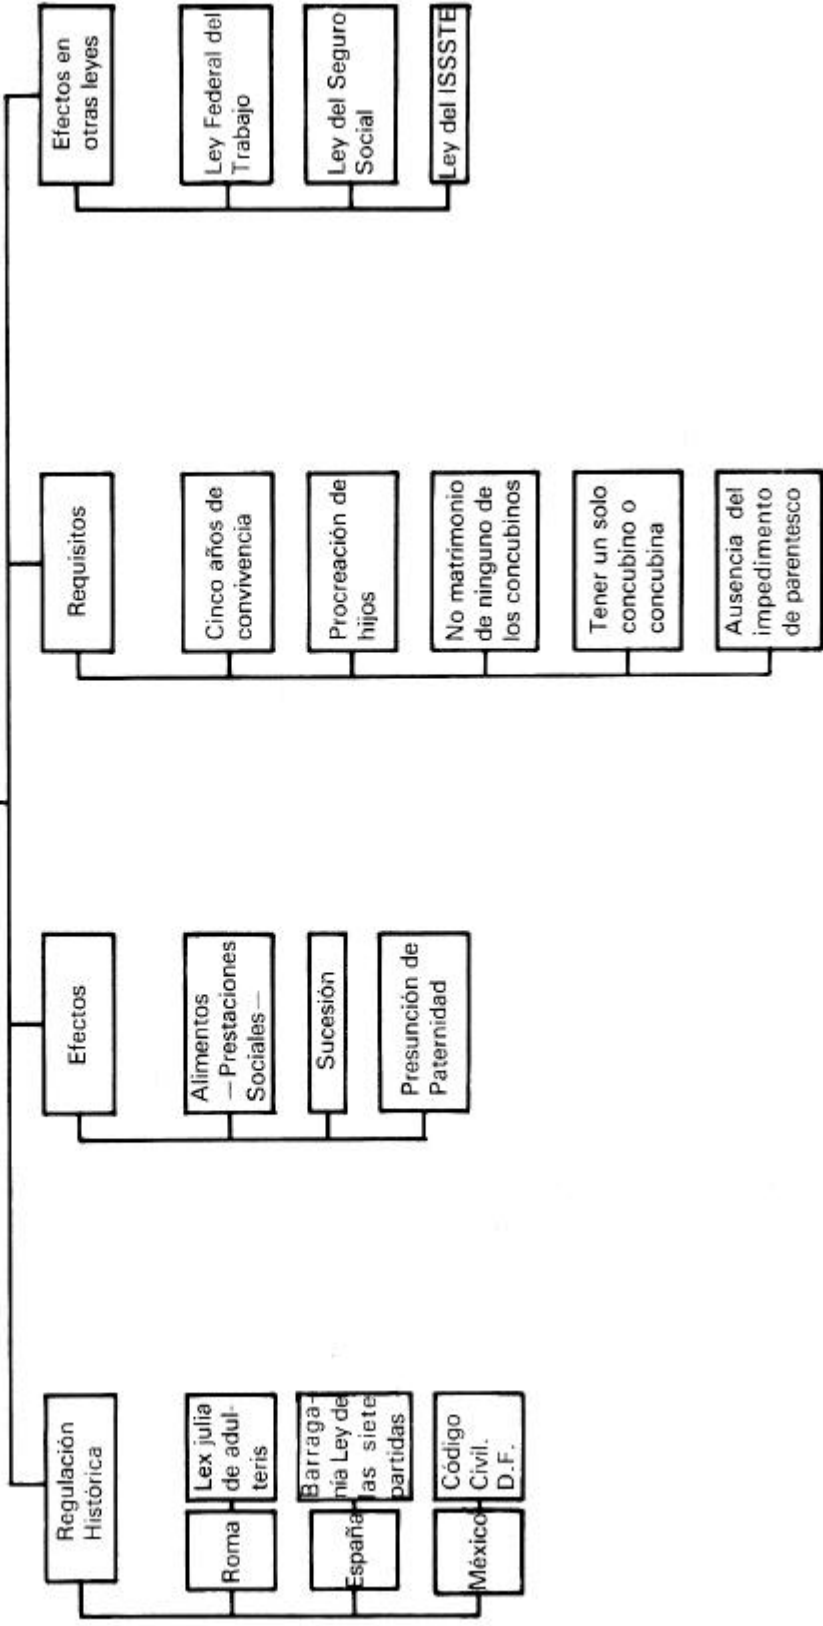 Regulación
Histórica
Roma
Lex julia
de adul-
teris
España
Barraga-
nía Ley de
las siete
partidas
México
Código
Civil.
D.F.
Efectos
Alimentos
—Prestaciones
Sociales—
Sucesión
Presunción de
Paternidad
Requisitos
Cinco años de
convivencia
Procreación de
hijos
No matrimonio
de ninguno de
los concubinos
Tener un solo
concubino o
concubina
Ausencia del
impedimento
de parentesco
Efectos en
otras leyes
Ley Federal del
Trabajo
Ley del Seguro
Social
Ley del ISSSTE